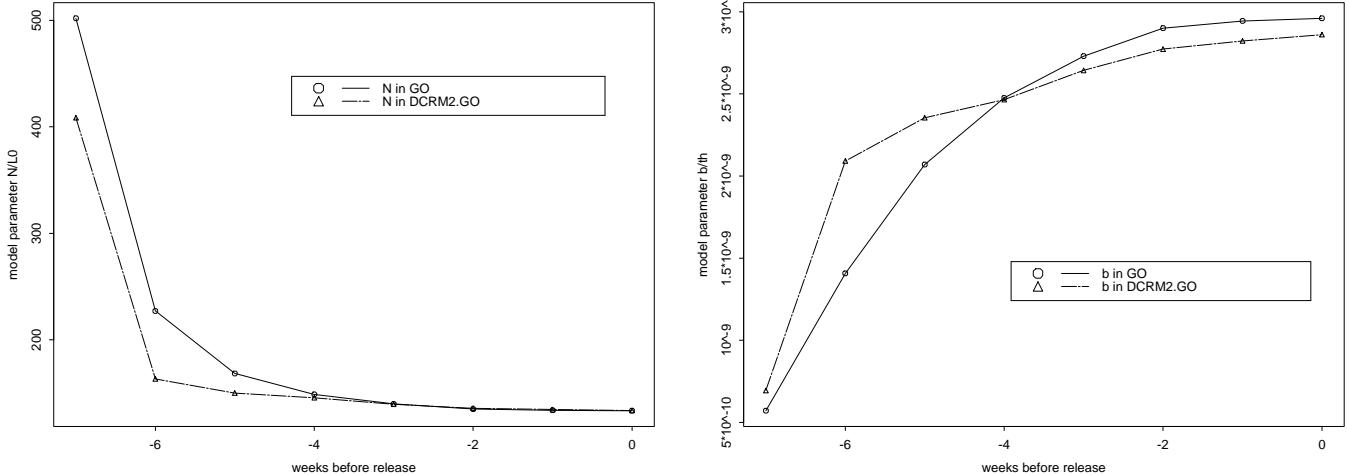 500
400
300
200
model parameter N/L0
N in GO
N in DCRM2.GO
-6
-4
-2
0
weeks before release
3*10^-
2.5*10^-9
2*10^-9
1.5*10^-9
10^-9
5*10^-10
model parameter b/th
b in GO
b in DCRM2.GO
-6
-4
-2
0
weeks before release